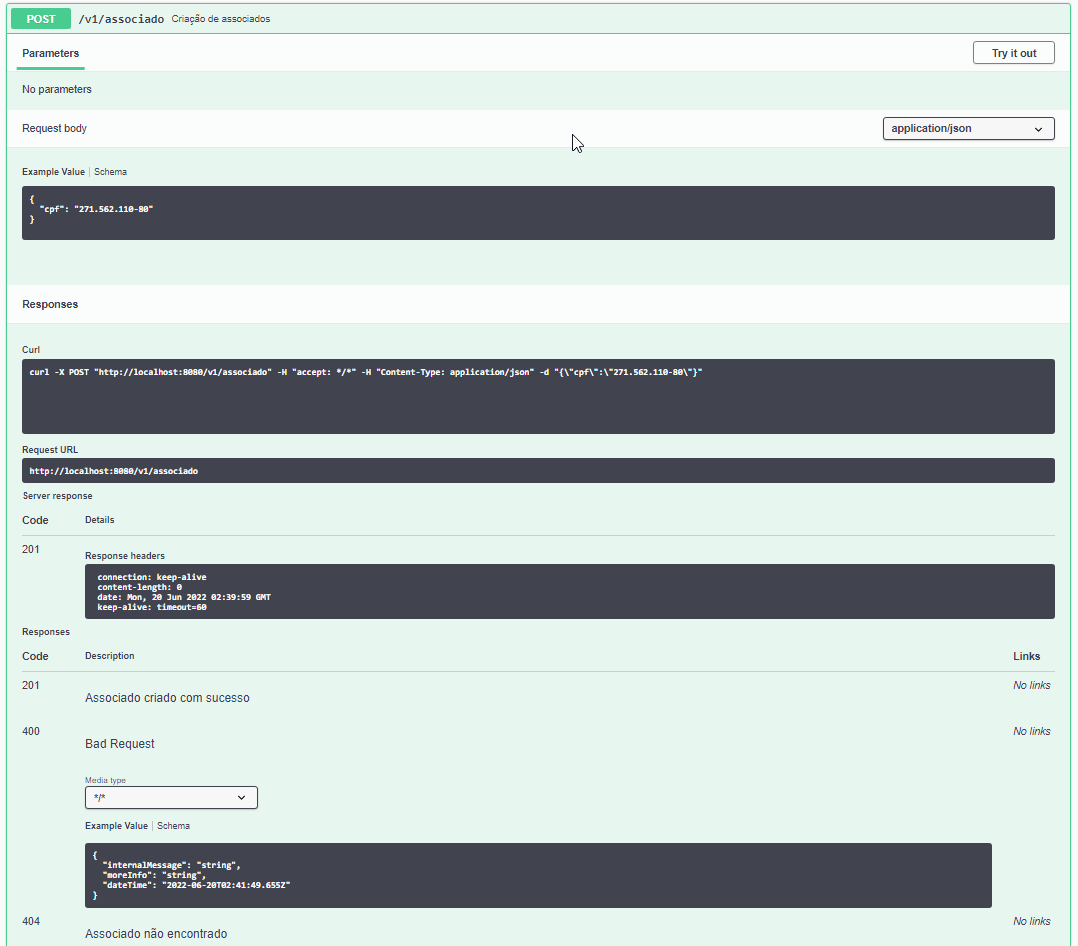 POST /v1/associado Criação de associados
Parameters Try it out
No parameters
Request body application/json
Example Value | Schema
{
"cpf": "271.562.110-80"
}
Responses
Curl
curl -X POST "http://localhost:8080/v1/associado" -H "accept: */*" -H "Content-Type: application/json" -d "{\"cpf\":\"271.562.110-80\"}"
Request URL
http://localhost:8080/v1/associado
Server response
Code Details
201
Response headers
connection: keep-alive
content-length: 0
date: Mon, 20 Jun 2022 02:39:59 GMT
keep-alive: timeout=60
Responses
Code Description Links
201 No links
Associado criado com sucesso
400 No links
Bad Request
Media type
*/*
Example Value | Schema
{
"internalMessage": "string",
"moreInfo": "string",
"dateTime": "2022-06-20T02:41:49.655Z"
}
404 No links
Associado não encontrado